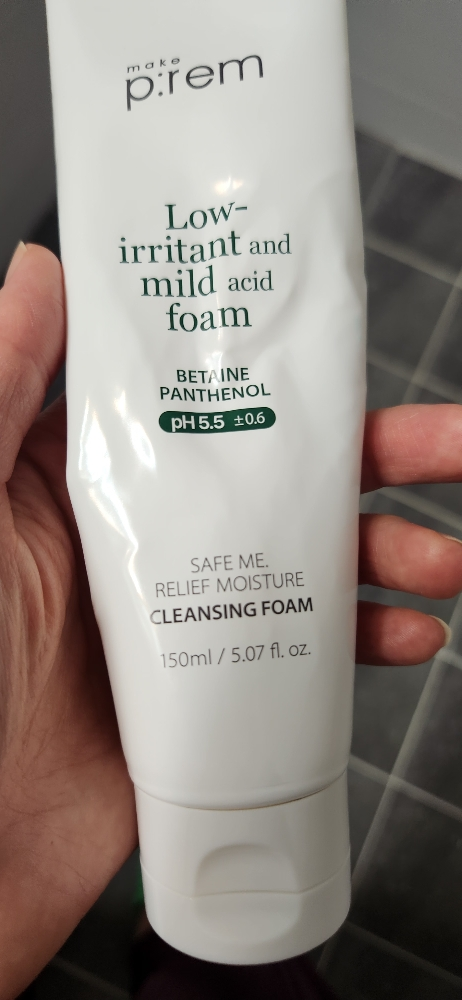 make
p:rem
Low-
irritant and
mild acid
foam
BETAINE
PANTHENOL
pH 5.5 ±0.6
SAFE ME.
RELIEF MOISTURE
CLEANSING FOAM
150ml / 5.07 fl. oz.